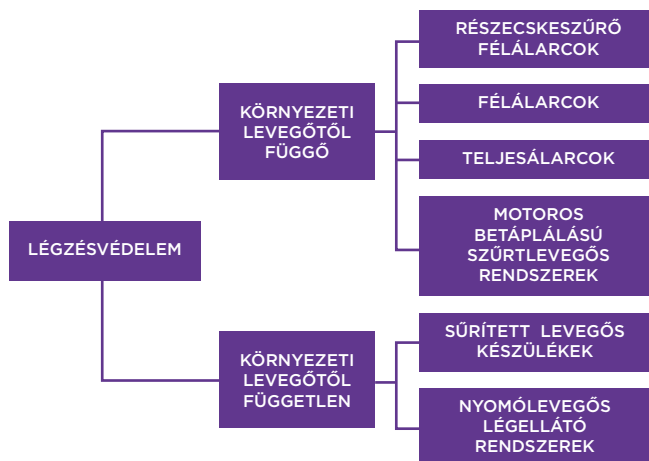 LÉGZÉSVÉDELEM
KÖRNYEZETI
LEVEGŐTŐL
FÜGGŐ
RÉSZECSKESZŰRŐ
FÉLÁLARCOK
FÉLÁLARCOK
TELJESÁLARCOK
MOTOROS
BETÁPLÁLÁSÚ
SZŰRTLEVEGŐS
RENDSZEREK
KÖRNYEZETI
LEVEGŐTŐL
FÜGGETLEN
SŰRÍTETT LEVEGŐS
KÉSZÜLÉKEK
NYOMÓLEVEGŐS
LÉGELLÁTÓ
RENDSZEREK